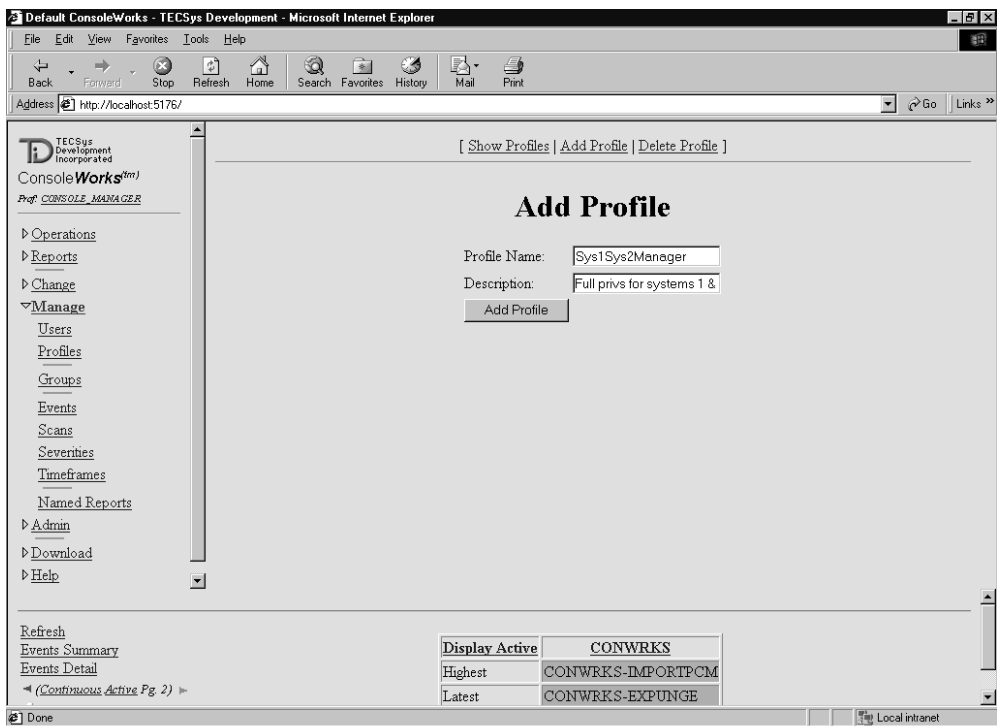 Default ConsoleWorks - TECSys Development - Microsoft Internet Explorer
File Edit View Favorites Tools Help
Back Forward Stop Refresh Home Search Favorites History Mail Print
Address http://localhost:5176/ Go Links »
TECSys
Development
Incorporated
ConsoleWorks(tm)
Prof: CONSOLE_MANAGER
Operations
Reports
Change
Manage
Users
Profiles
Groups
Events
Scans
Severities
Timeframes
Named Reports
Admin
Download
Help
[ Show Profiles | Add Profile | Delete Profile ]
Add Profile
Profile Name: Sys1Sys2Manager
Description: Full privs for systems 1 &
Add Profile
Refresh
Events Summary
Events Detail
(Continuous Active Pg. 2)
Display Active CONWRKS
Highest CONWRKS-IMPORTPCM
Latest CONWRKS-EXPUNGE
Done Local intranet